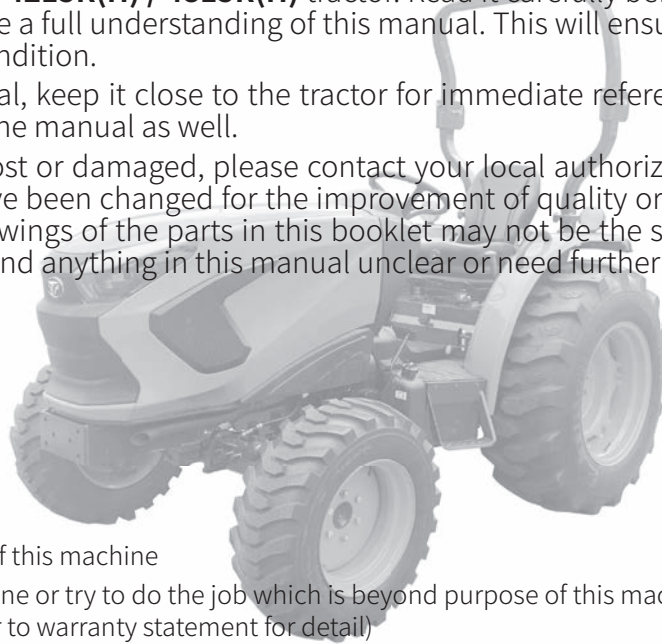 tractor. Read it carefully
e a full understanding of this manual. This will ensu
ndition.
al, keep it close to the tractor for immediate refere
he manual as well.
ost or damaged, please contact your local authoriz
ve been changed for the improvement of quality or
wings of the parts in this booklet may not be the s
nd anything in this manual unclear or need further
f this machine
ne or try to do the job which is beyond purpose of this mac
r to warranty statement for detail)